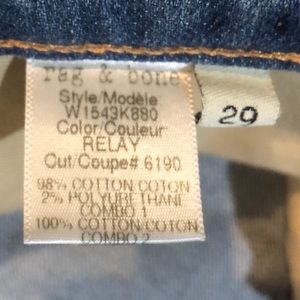 rag & bone
Style/Modèle
W1543K880
Color/Couleur
RELAY
Cut/Coupe# 6190
98% COTTON COTON
2% POLYURETHANE
COMBO 1
100% COTTON COTON
COMBO 2
29